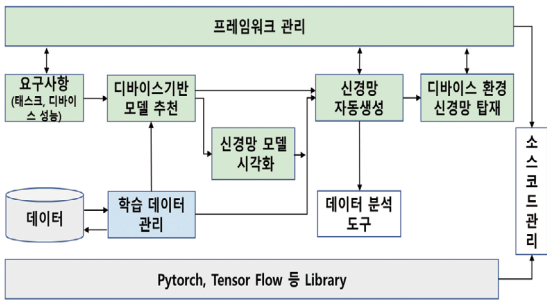 프레임워크 관리
요구사항
(태스크, 디바이
스 성능)
디바이스기반
모델 추천
신경망
자동생성
디바이스 환경
신경망 탑재
신경망 모델
시각화
소스코드관리
데이터
학습 데이터
관리
데이터 분석
도구
Pytorch, Tensor Flow 등 Library